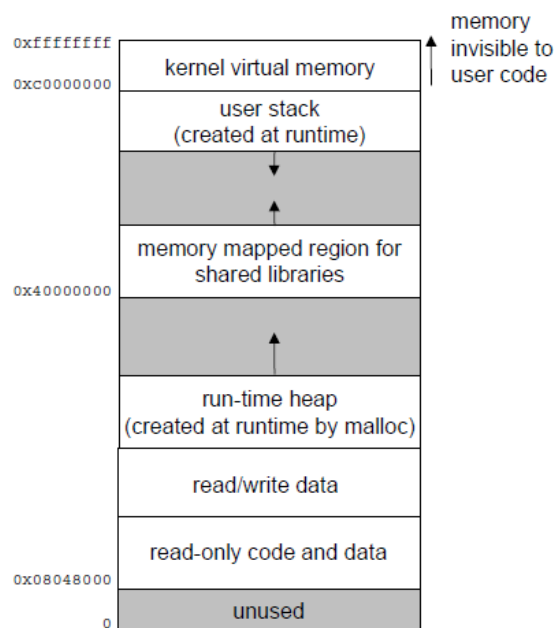 memory
invisible to
user code
0xffffffff
kernel virtual memory
0xc0000000
user stack
(created at runtime)
memory mapped region for
shared libraries
0x40000000
run-time heap
(created at runtime by malloc)
read/write data
read-only code and data
0x08048000
unused
0